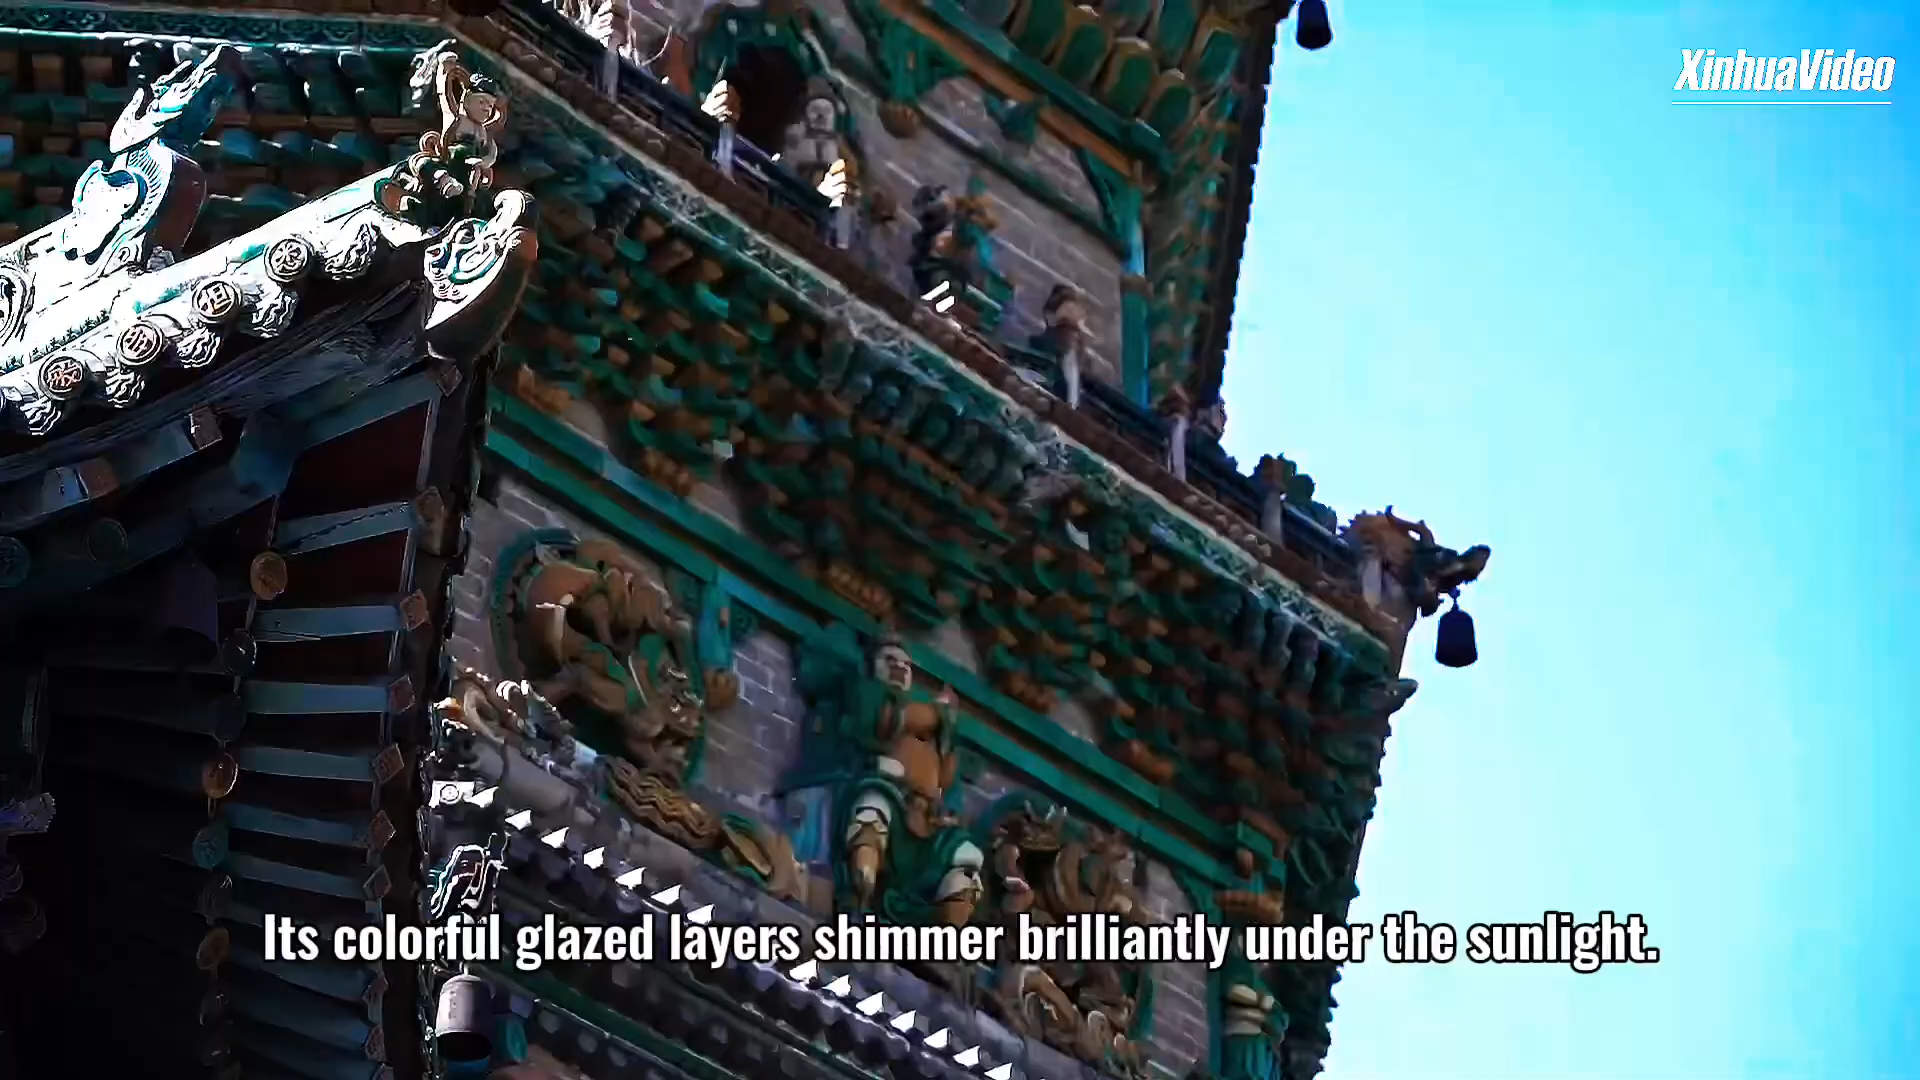 XinhuaVideo
Its colorful glazed layers shimmer brilliantly under the sunlight.